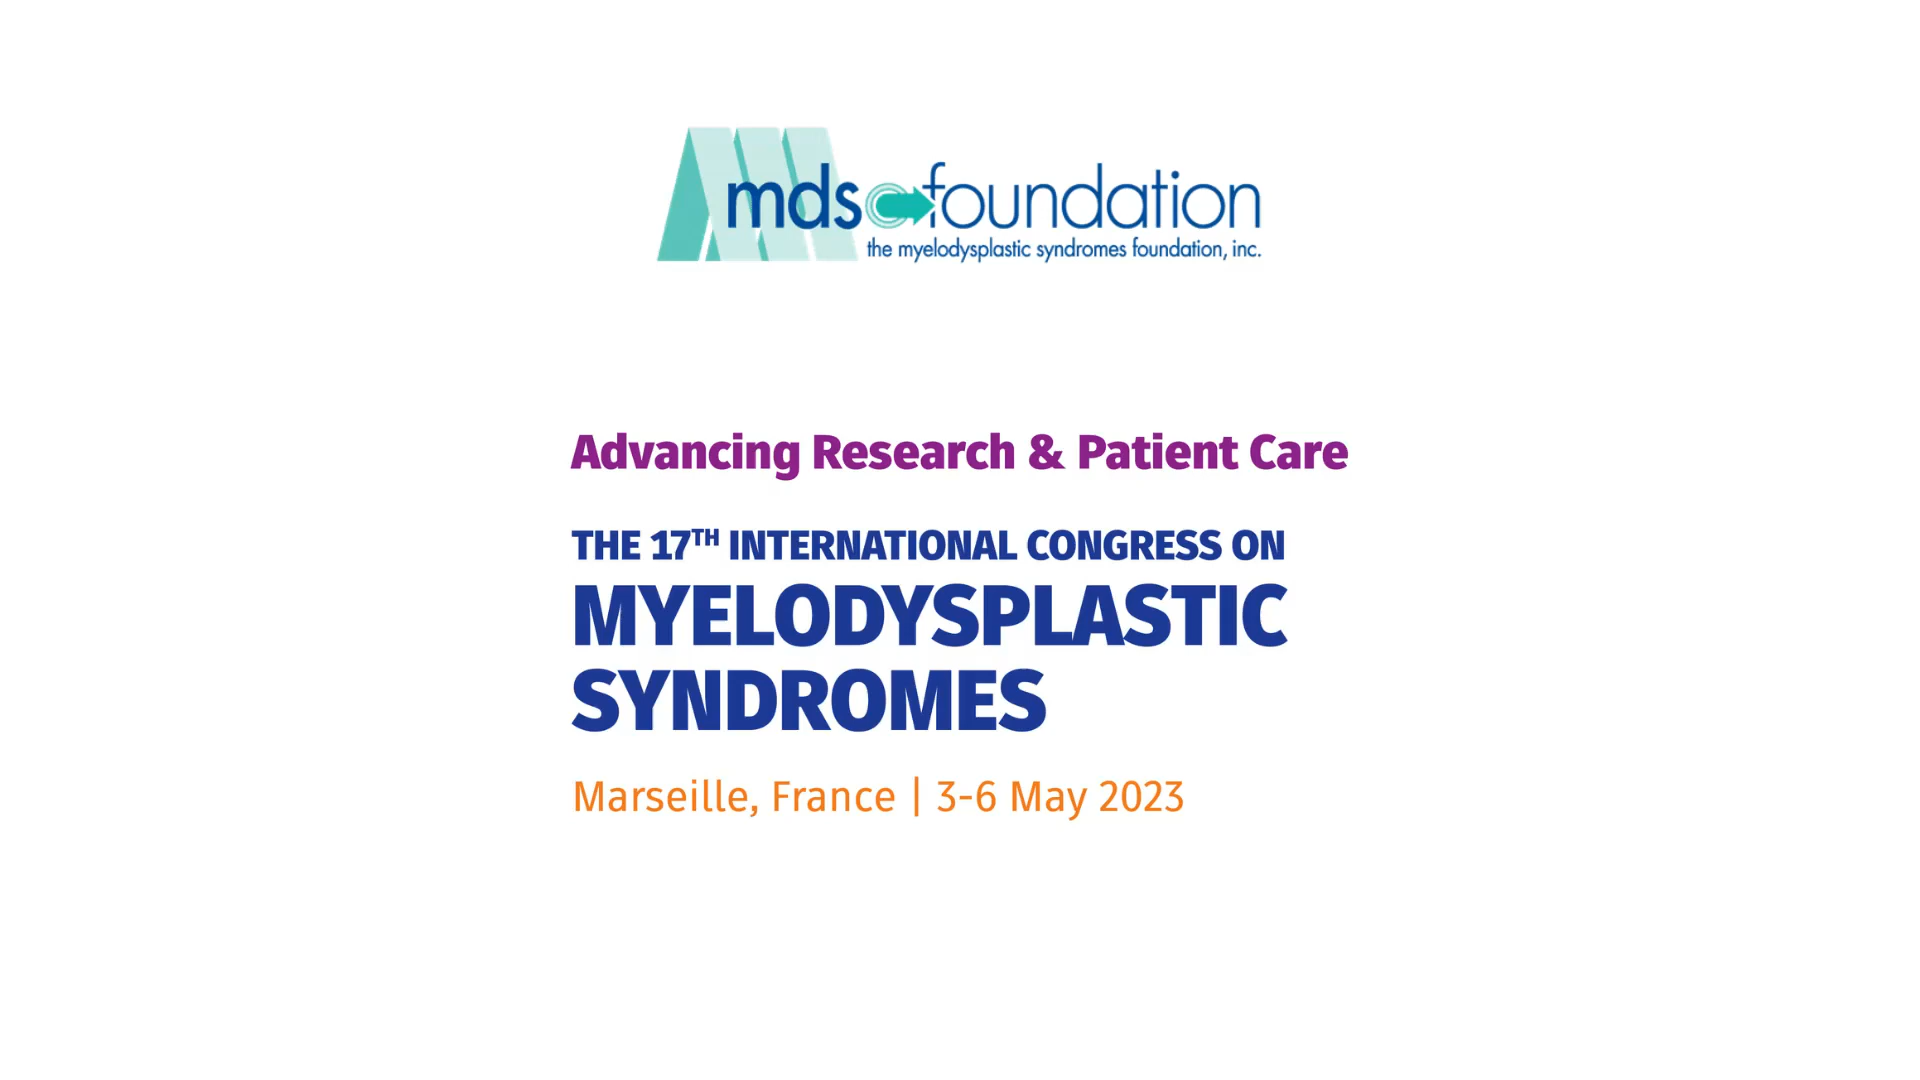 mds foundation
the myelodysplastic syndromes foundation, inc.
Advancing Research & Patient Care
THE 17TH INTERNATIONAL CONGRESS ON
MYELODYSPLASTIC
SYNDROMES
Marseille, France | 3-6 May 2023